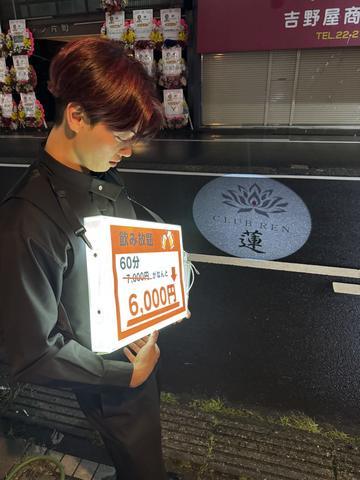 吉野屋商
TEL.22-2
CLUB REN
蓮
飲み放題
60分
7,000円がなんと
6,000円